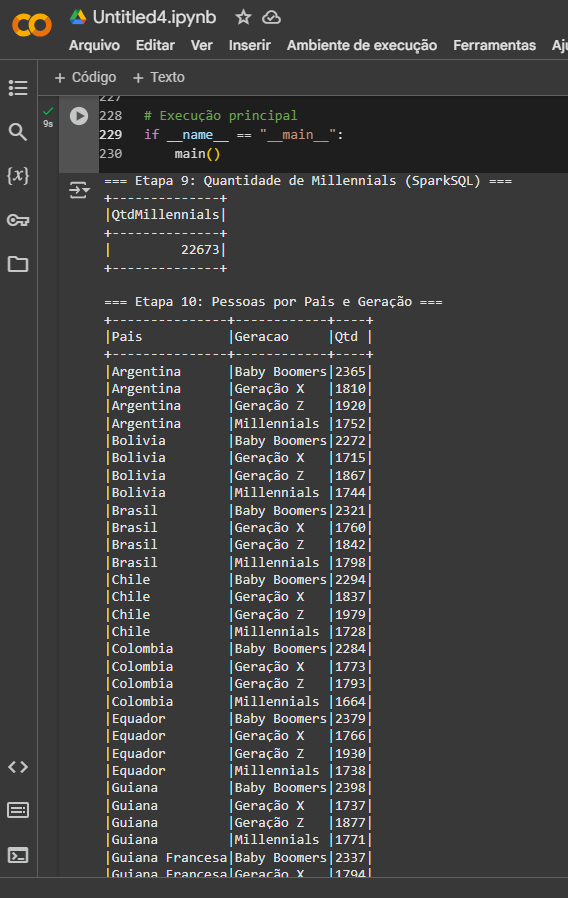 Untitled4.ipynb
Arquivo Editar Ver Inserir Ambiente de execução Ferramentas Aju
+ Código + Texto
227
228 # Execução principal
9s
229 if __name__ == "__main__":
230 main()
=== Etapa 9: Quantidade de Millennials (SparkSQL) ===
+--------------+
|QtdMillennials|
+--------------+
| 22673|
+--------------+
=== Etapa 10: Pessoas por Pais e Geração ===
+---------------+------------+----+
|Pais |Geracao |Qtd |
+---------------+------------+----+
|Argentina |Baby Boomers|2365|
|Argentina |Geração X |1810|
|Argentina |Geração Z |1920|
|Argentina |Millennials |1752|
|Bolivia |Baby Boomers|2272|
|Bolivia |Geração X |1715|
|Bolivia |Geração Z |1867|
|Bolivia |Millennials |1744|
|Brasil |Baby Boomers|2321|
|Brasil |Geração X |1760|
|Brasil |Geração Z |1842|
|Brasil |Millennials |1798|
|Chile |Baby Boomers|2294|
|Chile |Geração X |1837|
|Chile |Geração Z |1979|
|Chile |Millennials |1728|
|Colombia |Baby Boomers|2284|
|Colombia |Geração X |1773|
|Colombia |Geração Z |1793|
|Colombia |Millennials |1664|
|Equador |Baby Boomers|2379|
|Equador |Geração X |1766|
|Equador |Geração Z |1930|
|Equador |Millennials |1738|
|Guiana |Baby Boomers|2398|
|Guiana |Geração X |1737|
|Guiana |Geração Z |1877|
|Guiana |Millennials |1771|
|Guiana Francesa|Baby Boomers|2337|
|Guiana Francesa|Geração X |1794|